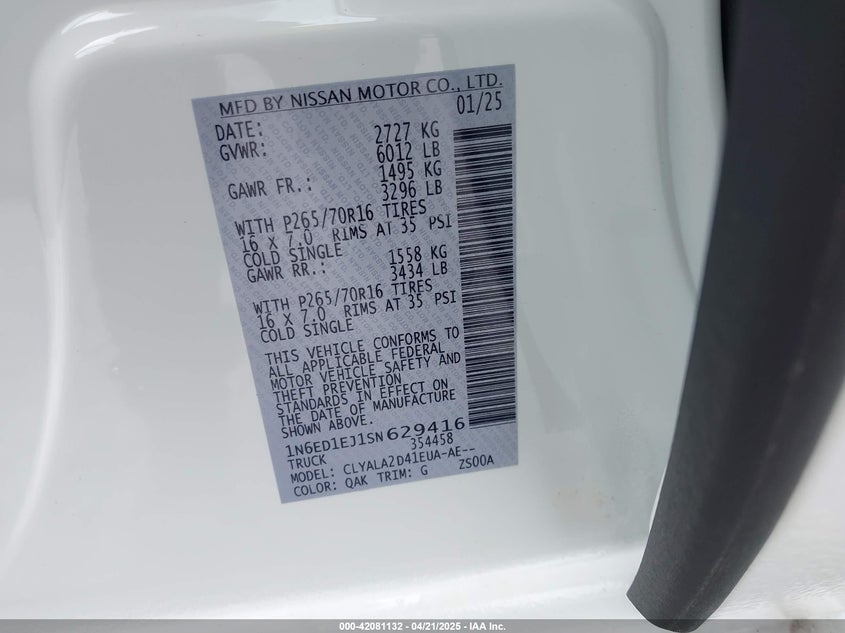 MFD BY NISSAN MOTOR CO., LTD.
DATE: 01/25
GVWR: 2727 KG
6012 LB
GAWR FR.: 1495 KG
3296 LB
WITH P265/70R16 TIRES
16 X 7.0 RIMS AT 35 PSI
COLD SINGLE
GAWR RR.: 1558 KG
3434 LB
WITH P265/70R16 TIRES
16 X 7.0 RIMS AT 35 PSI
COLD SINGLE
THIS VEHICLE CONFORMS TO
ALL APPLICABLE FEDERAL
MOTOR VEHICLE SAFETY AND
THEFT PREVENTION
STANDARDS IN EFFECT ON
THE DATE OF MANUFACTURE
SHOWN ABOVE.
1N6ED1EJ1SN629416
TRUCK 354458
MODEL: CLYALA2D41EUA-AE--
COLOR: QAK TRIM: G ZS00A
000-42081132 - 04/21/2025 - IAA Inc.